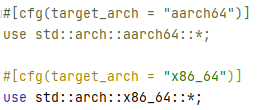 #[cfg(target_arch = "aarch64")]
use std::arch::aarch64::*;

#[cfg(target_arch = "x86_64")]
use std::arch::x86_64::*;